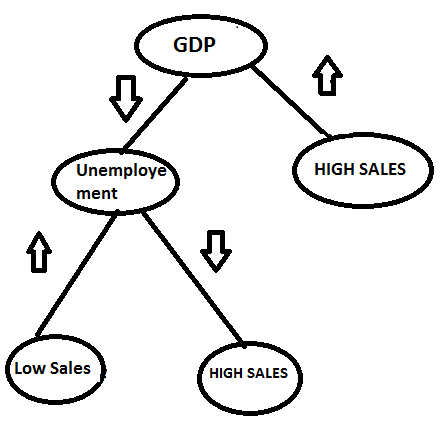 GDP
Unemploye
ment
HIGH SALES
Low Sales
HIGH SALES